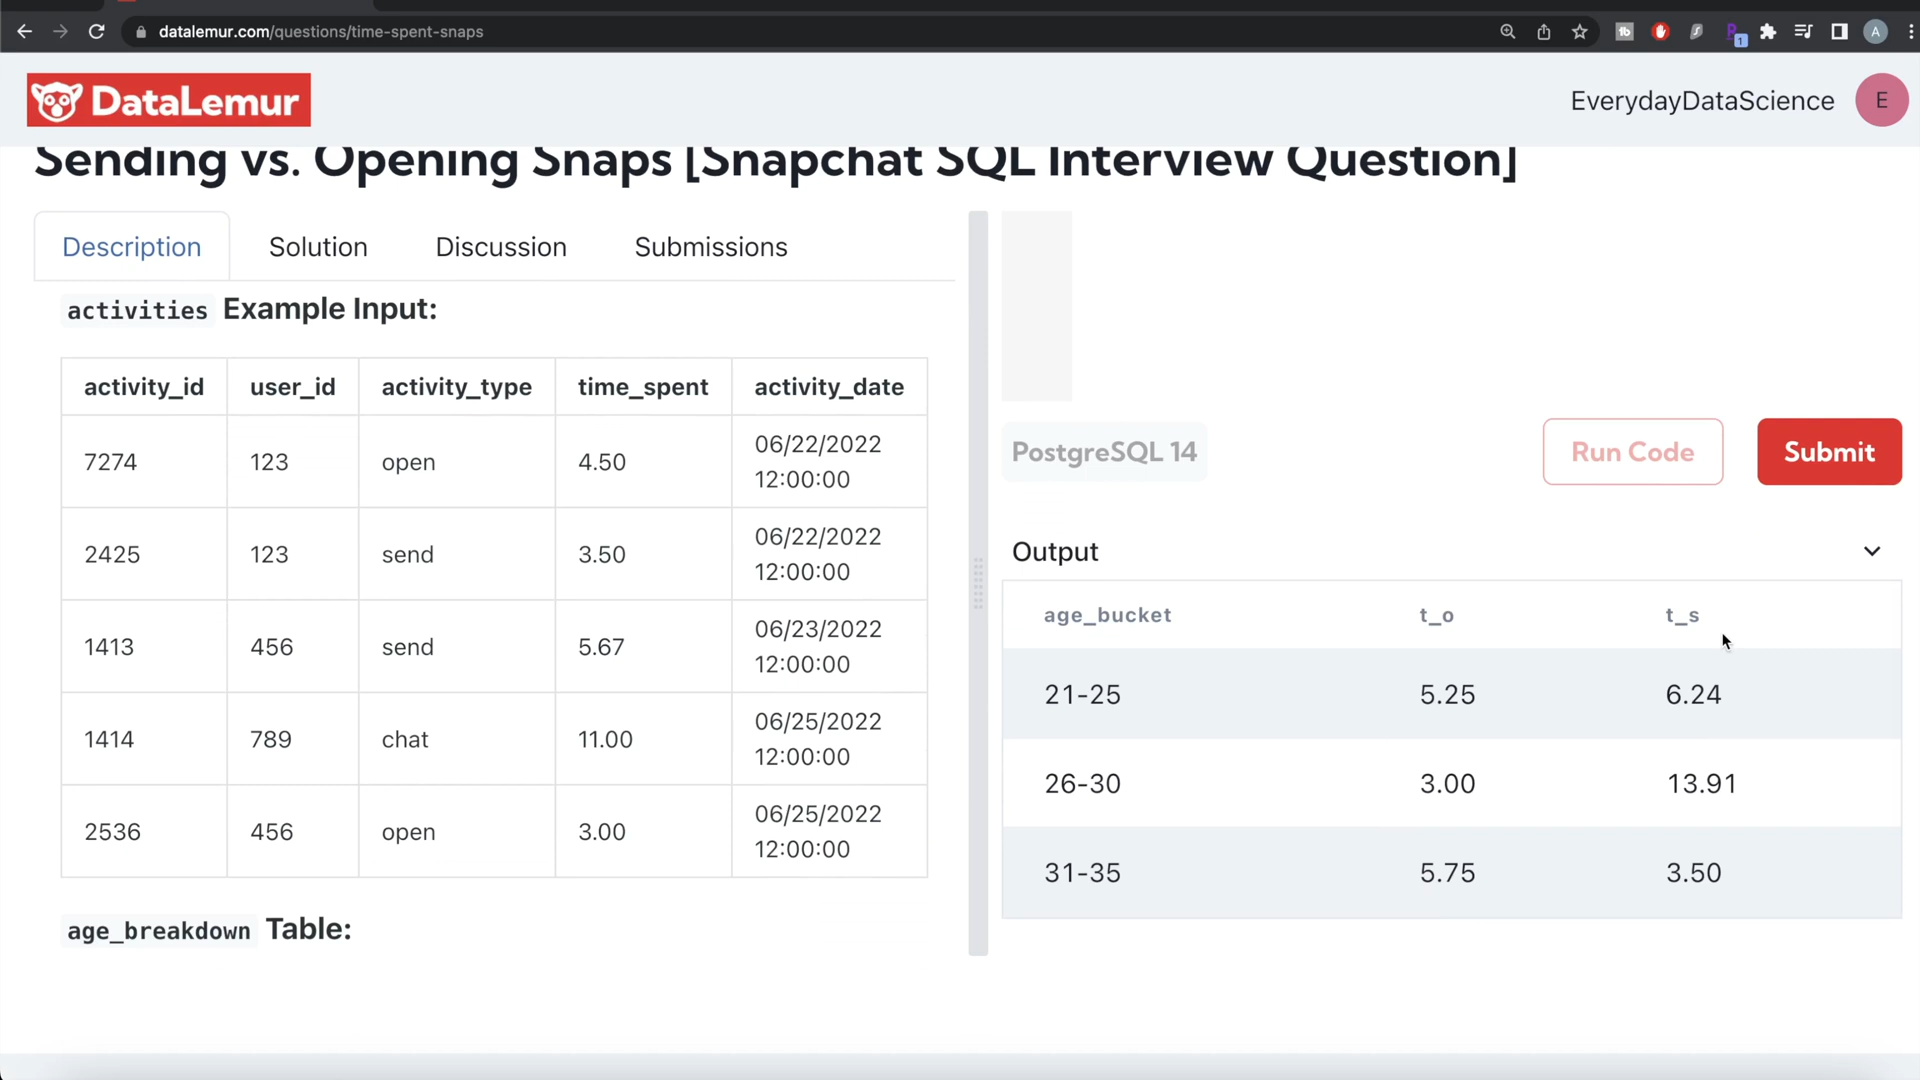 datalemur.com/questions/time-spent-snaps
1
A
DataLemur
EverydayDataScience
E
Sending vs. Opening Snaps [Snapchat SQL Interview Question]
Description Solution Discussion Submissions
activities Example Input:
activity_id user_id activity_type time_spent activity_date
7274 123 open 4.50 06/22/2022
12:00:00
2425 123 send 3.50 06/22/2022
12:00:00
1413 456 send 5.67 06/23/2022
12:00:00
1414 789 chat 11.00 06/25/2022
12:00:00
2536 456 open 3.00 06/25/2022
12:00:00
age_breakdown Table:
PostgreSQL 14
Run Code
Submit
Output
age_bucket t_o t_s
21-25 5.25 6.24
26-30 3.00 13.91
31-35 5.75 3.50